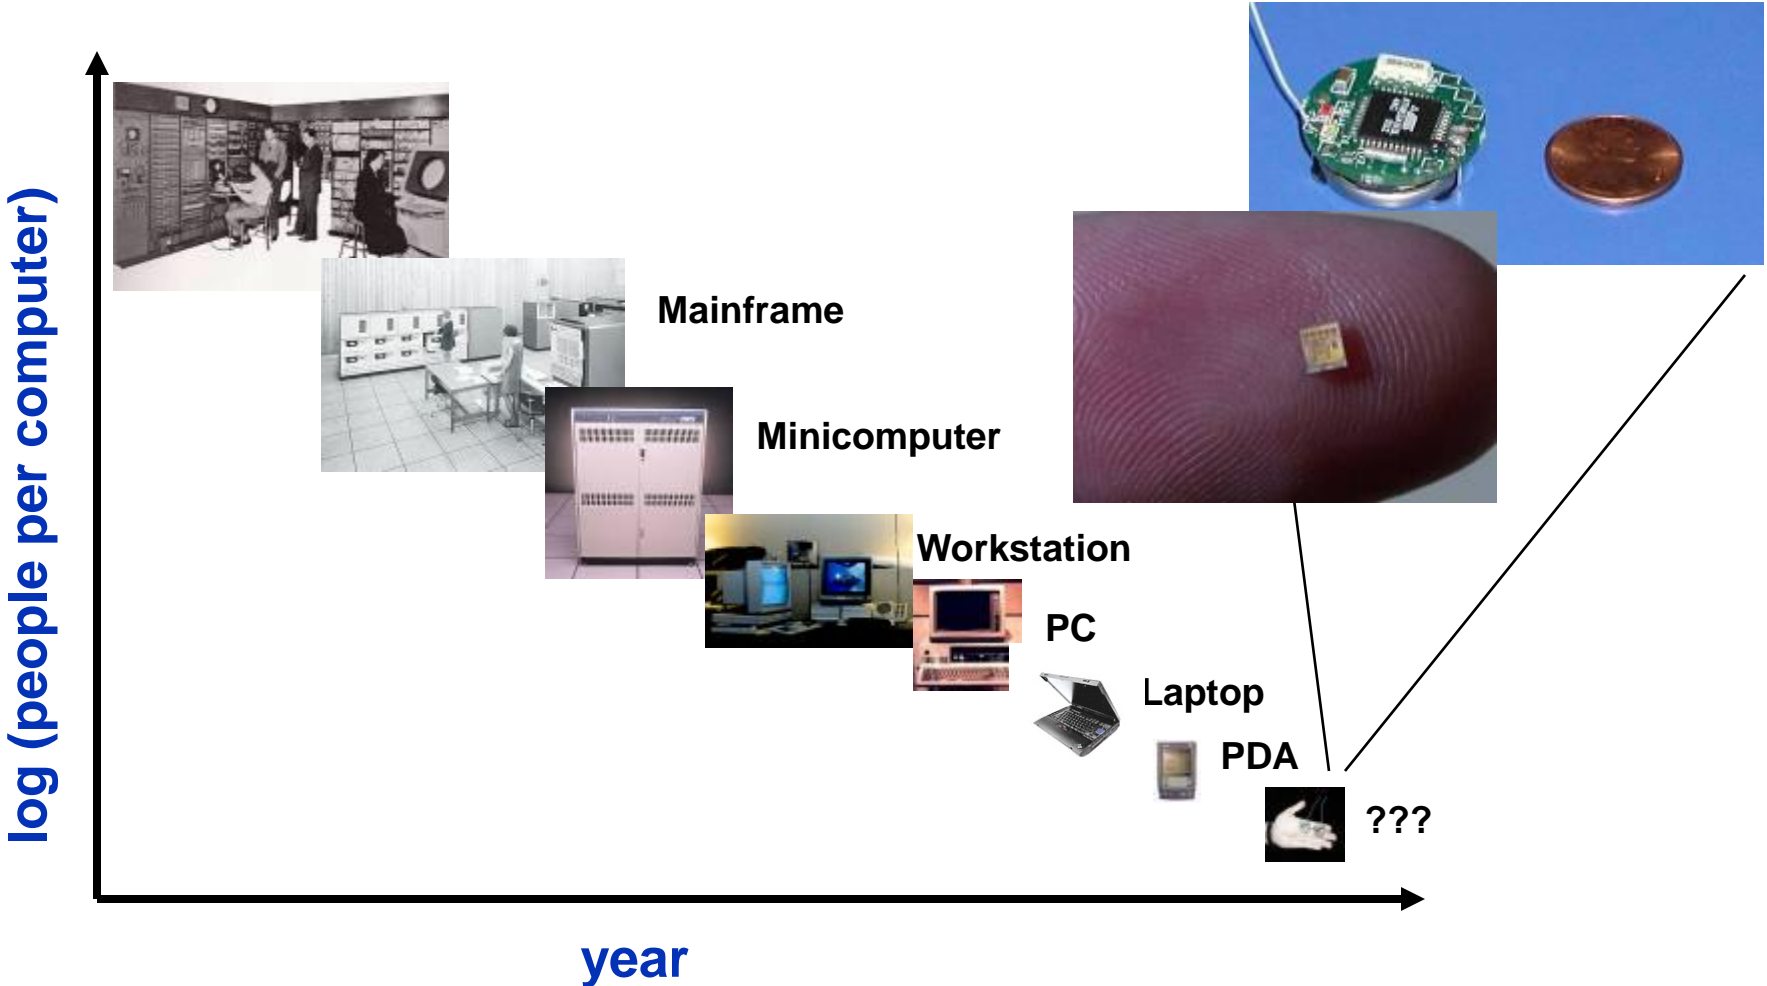 log (people per computer)
Mainframe
Minicomputer
Workstation
PC
Laptop
PDA
???
year